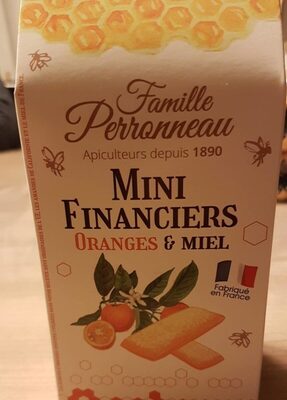 Famille
Perronneau
Apiculteurs depuis 1890
MINI
FINANCIERS
ORANGES & MIEL
Fabriqué
en France